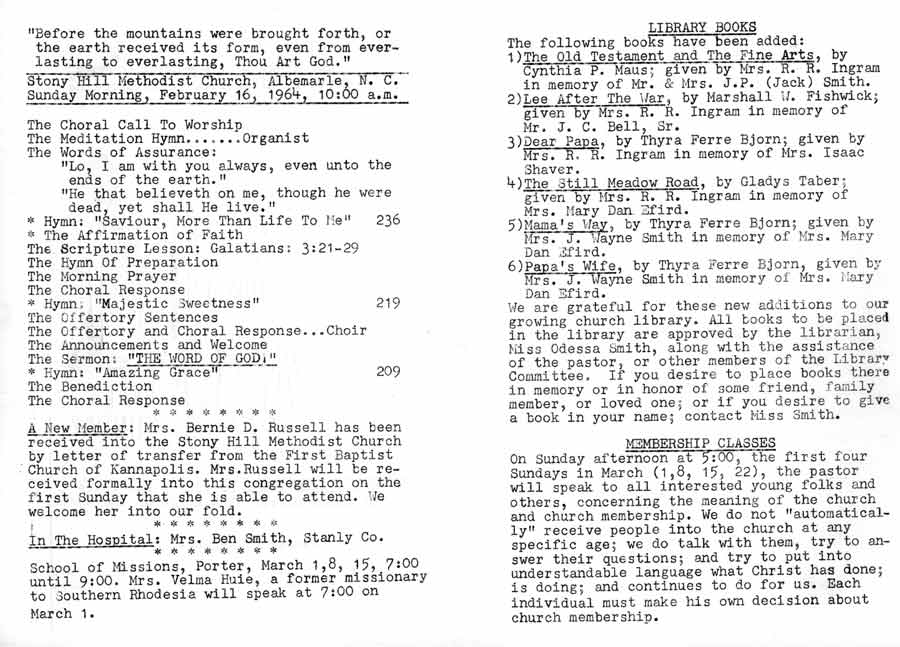 "Before the mountains were brought forth, or
the earth received its form, even from ever-
lasting to everlasting, Thou Art God."
Stony Hill Methodist Church, Albemarle, N. C.
Sunday Morning, February 16, 1964, 10:00 a.m.
The Choral Call To Worship
The Meditation Hymn.......Organist
The Words of Assurance:
"Lo, I am with you always, even unto the
ends of the earth."
"He that believeth on me, though he were
dead, yet shall He live."
* Hymn: "Saviour, More Than Life To Me" 236
* The Affirmation of Faith
The Scripture Lesson: Galatians: 3:21-29
The Hymn Of Preparation
The Morning Prayer
The Choral Response
* Hymn: "Majestic Sweetness" 219
The Offertory Sentences
The Offertory and Choral Response...Choir
The Announcements and Welcome
The Sermon: "THE WORD OF GOD!"
* Hymn: "Amazing Grace" 209
The Benediction
The Choral Response
* * * * * * * *
A New Member: Mrs. Bernie D. Russell has been
received into the Stony Hill Methodist Church
by letter of transfer from the First Baptist
Church of Kannapolis. Mrs.Russell will be re-
ceived formally into this congregation on the
first Sunday that she is able to attend. We
welcome her into our fold.
* * * * * * * *
In The Hospital: Mrs. Ben Smith, Stanly Co.
* * * * * * * *
School of Missions, Porter, March 1,8, 15, 7:00
until 9:00. Mrs. Velma Huie, a former missionary
to Southern Rhodesia will speak at 7:00 on
March 1.
LIBRARY BOOKS
The following books have been added:
1)The Old Testament and The Fine Arts, by
Cynthia P. Maus; given by Mrs. R. R. Ingram
in memory of Mr. & Mrs. J.P. (Jack) Smith.
2)Lee After The War, by Marshall W. Fishwick;
given by Mrs. R. R. Ingram in memory of
Mr. J. C. Bell, Sr.
3)Dear Papa, by Thyra Ferre Bjorn; given by
Mrs. R. R. Ingram in memory of Mrs. Isaac
Shaver.
4)The Still Meadow Road, by Gladys Taber;
given by Mrs. R. R. Ingram in memory of
Mrs. Mary Dan Efird.
5)Mama's Way, by Thyra Ferre Bjorn; given by
Mrs. J. Wayne Smith in memory of Mrs. Mary
Dan Efird.
6)Papa's Wife, by Thyra Ferre Bjorn, given by
Mrs. J. Wayne Smith in memory of Mrs. Mary
Dan Efird.
We are grateful for these new additions to our
growing church library. All books to be placed
in the library are approved by the librarian,
Miss Odessa Smith, along with the assistance
of the pastor, or other members of the Library
Committee. If you desire to place books there
in memory or in honor of some friend, family
member, or loved one; or if you desire to give
a book in your name; contact Miss Smith.
MEMBERSHIP CLASSES
On Sunday afternoon at 5:00, the first four
Sundays in March (1,8, 15, 22), the pastor
will speak to all interested young folks and
others, concerning the meaning of the church
and church membership. We do not "automatical-
ly" receive people into the church at any
specific age; we do talk with them, try to an-
swer their questions; and try to put into
understandable language what Christ has done;
is doing; and continues to do for us. Each
individual must make his own decision about
church membership.